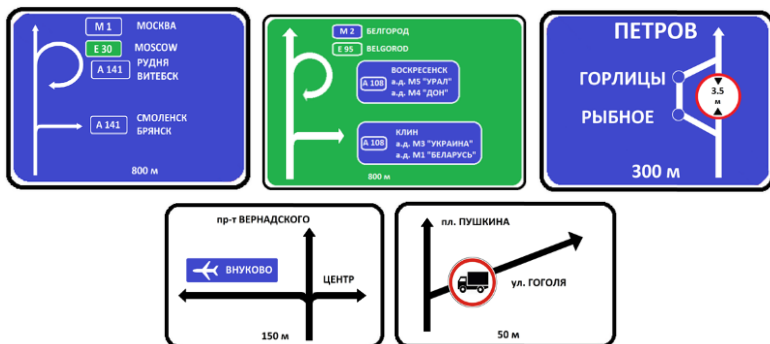 М 1 МОСКВА
Е 30 MOSCOW
А 141 РУДНЯ
ВИТЕБСК
А 141 СМОЛЕНСК
БРЯНСК
800 м
М 2 БЕЛГОРОД
Е 95 BELGOROD
А 108 ВОСКРЕСЕНСК
а.д. М5 "УРАЛ"
а.д. М4 "ДОН"
А 108 КЛИН
а.д. М3 "УКРАИНА"
а.д. М1 "БЕЛАРУСЬ"
800 м
ПЕТРОВ
ГОРЛИЦЫ
3.5
м
РЫБНОЕ
300 м
пр-т ВЕРНАДСКОГО
ВНУКОВО
ЦЕНТР
150 м
пл. ПУШКИНА
ул. ГОГОЛЯ
50 м